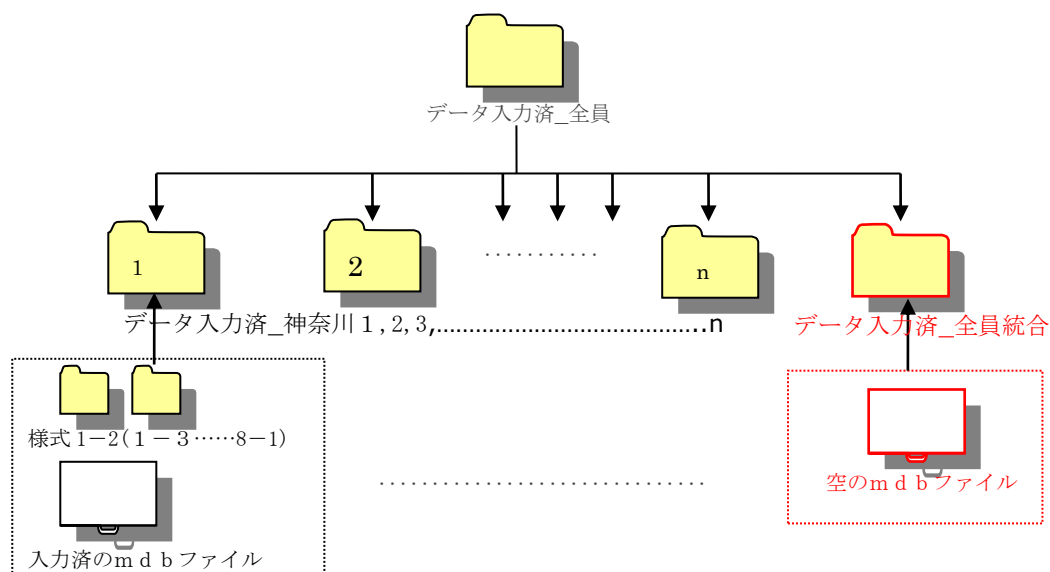 データ入力済_全員
1
2
...........
n
データ入力済_神奈川１,2,3,......................................n
データ入力済_全員統合
様式１−２(１−３……8−１)
............................
空のｍｄｂファイル
入力済のｍｄｂファイル